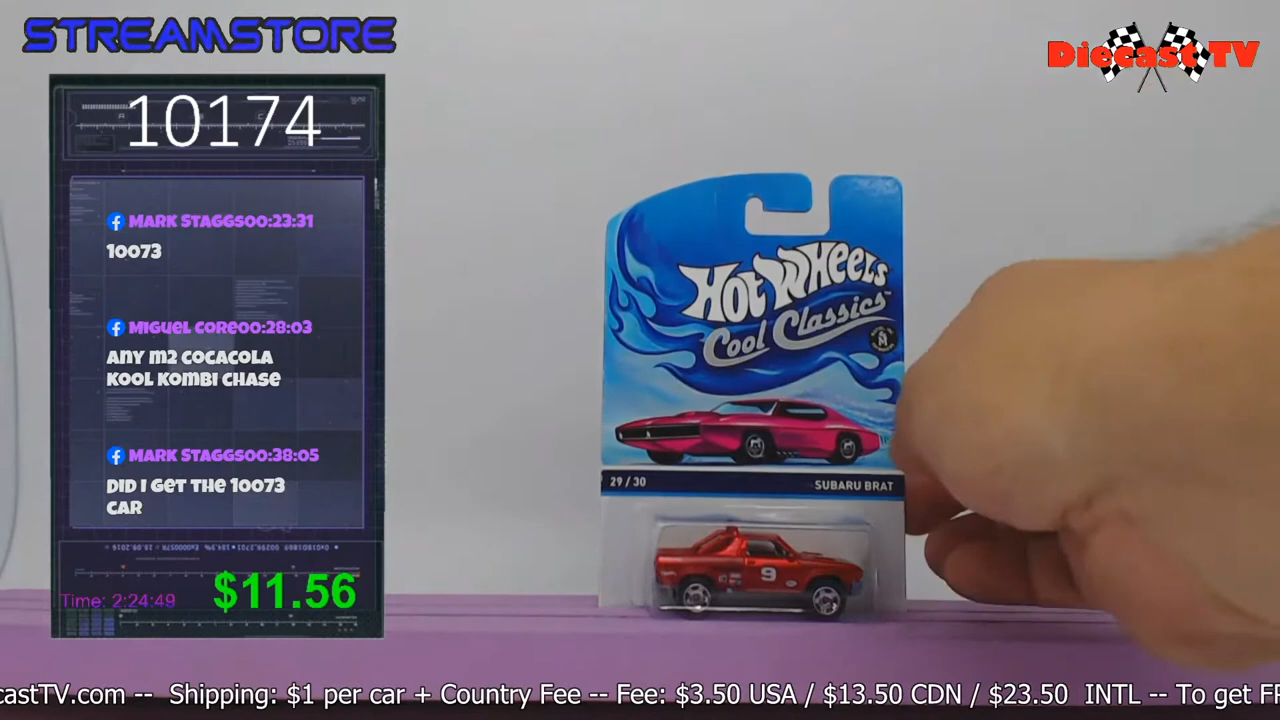 STREAMSTORE
Diecast TV
10174
Mark Staggs00:23:31
10073
Miguel Core00:28:03
Any m2 cocacola
kool kombi chase
Mark Staggs00:38:05
Did I get the 10073
car
Time: 2:24:49
$11.56
Hot Wheels
Cool Classics™
29 / 30
SUBARU BRAT
9
castTV.com -- Shipping: $1 per car + Country Fee -- Fee: $3.50 USA / $13.50 CDN / $23.50 INTL -- To get